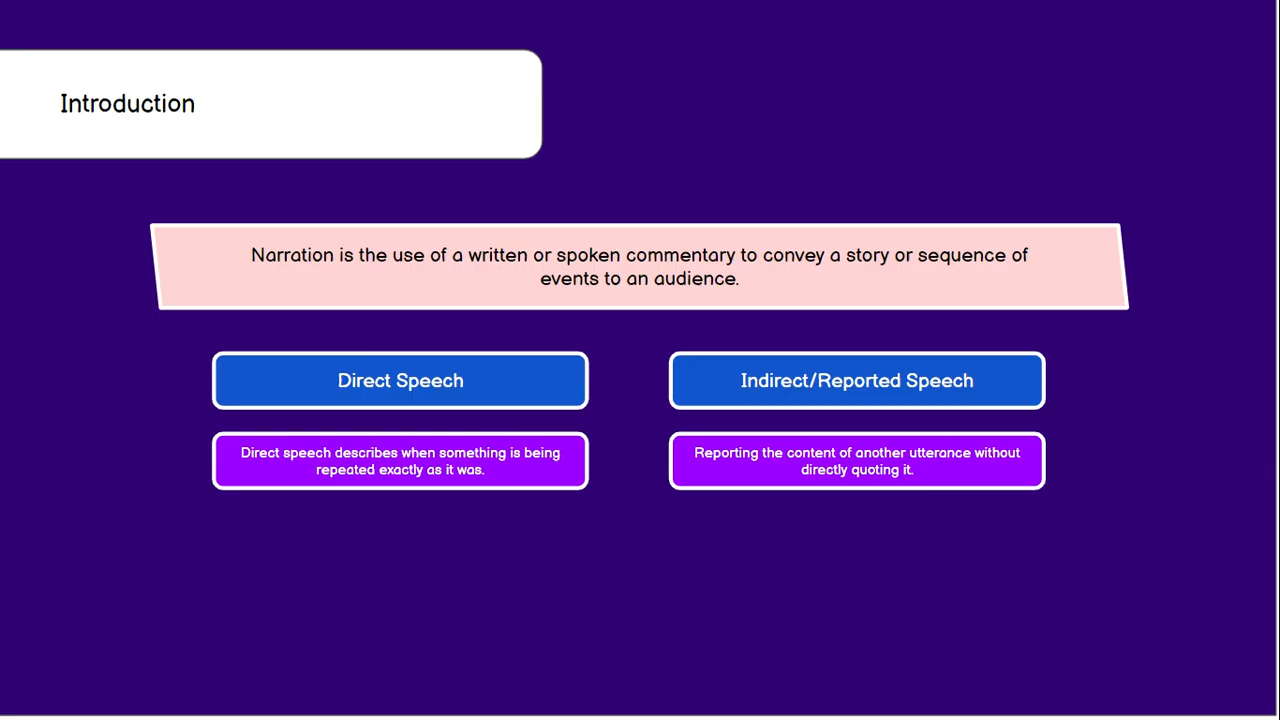 Introduction
Narration is the use of a written or spoken commentary to convey a story or sequence of
events to an audience.
Direct Speech
Indirect/Reported Speech
Direct speech describes when something is being
repeated exactly as it was.
Reporting the content of another utterance without
directly quoting it.